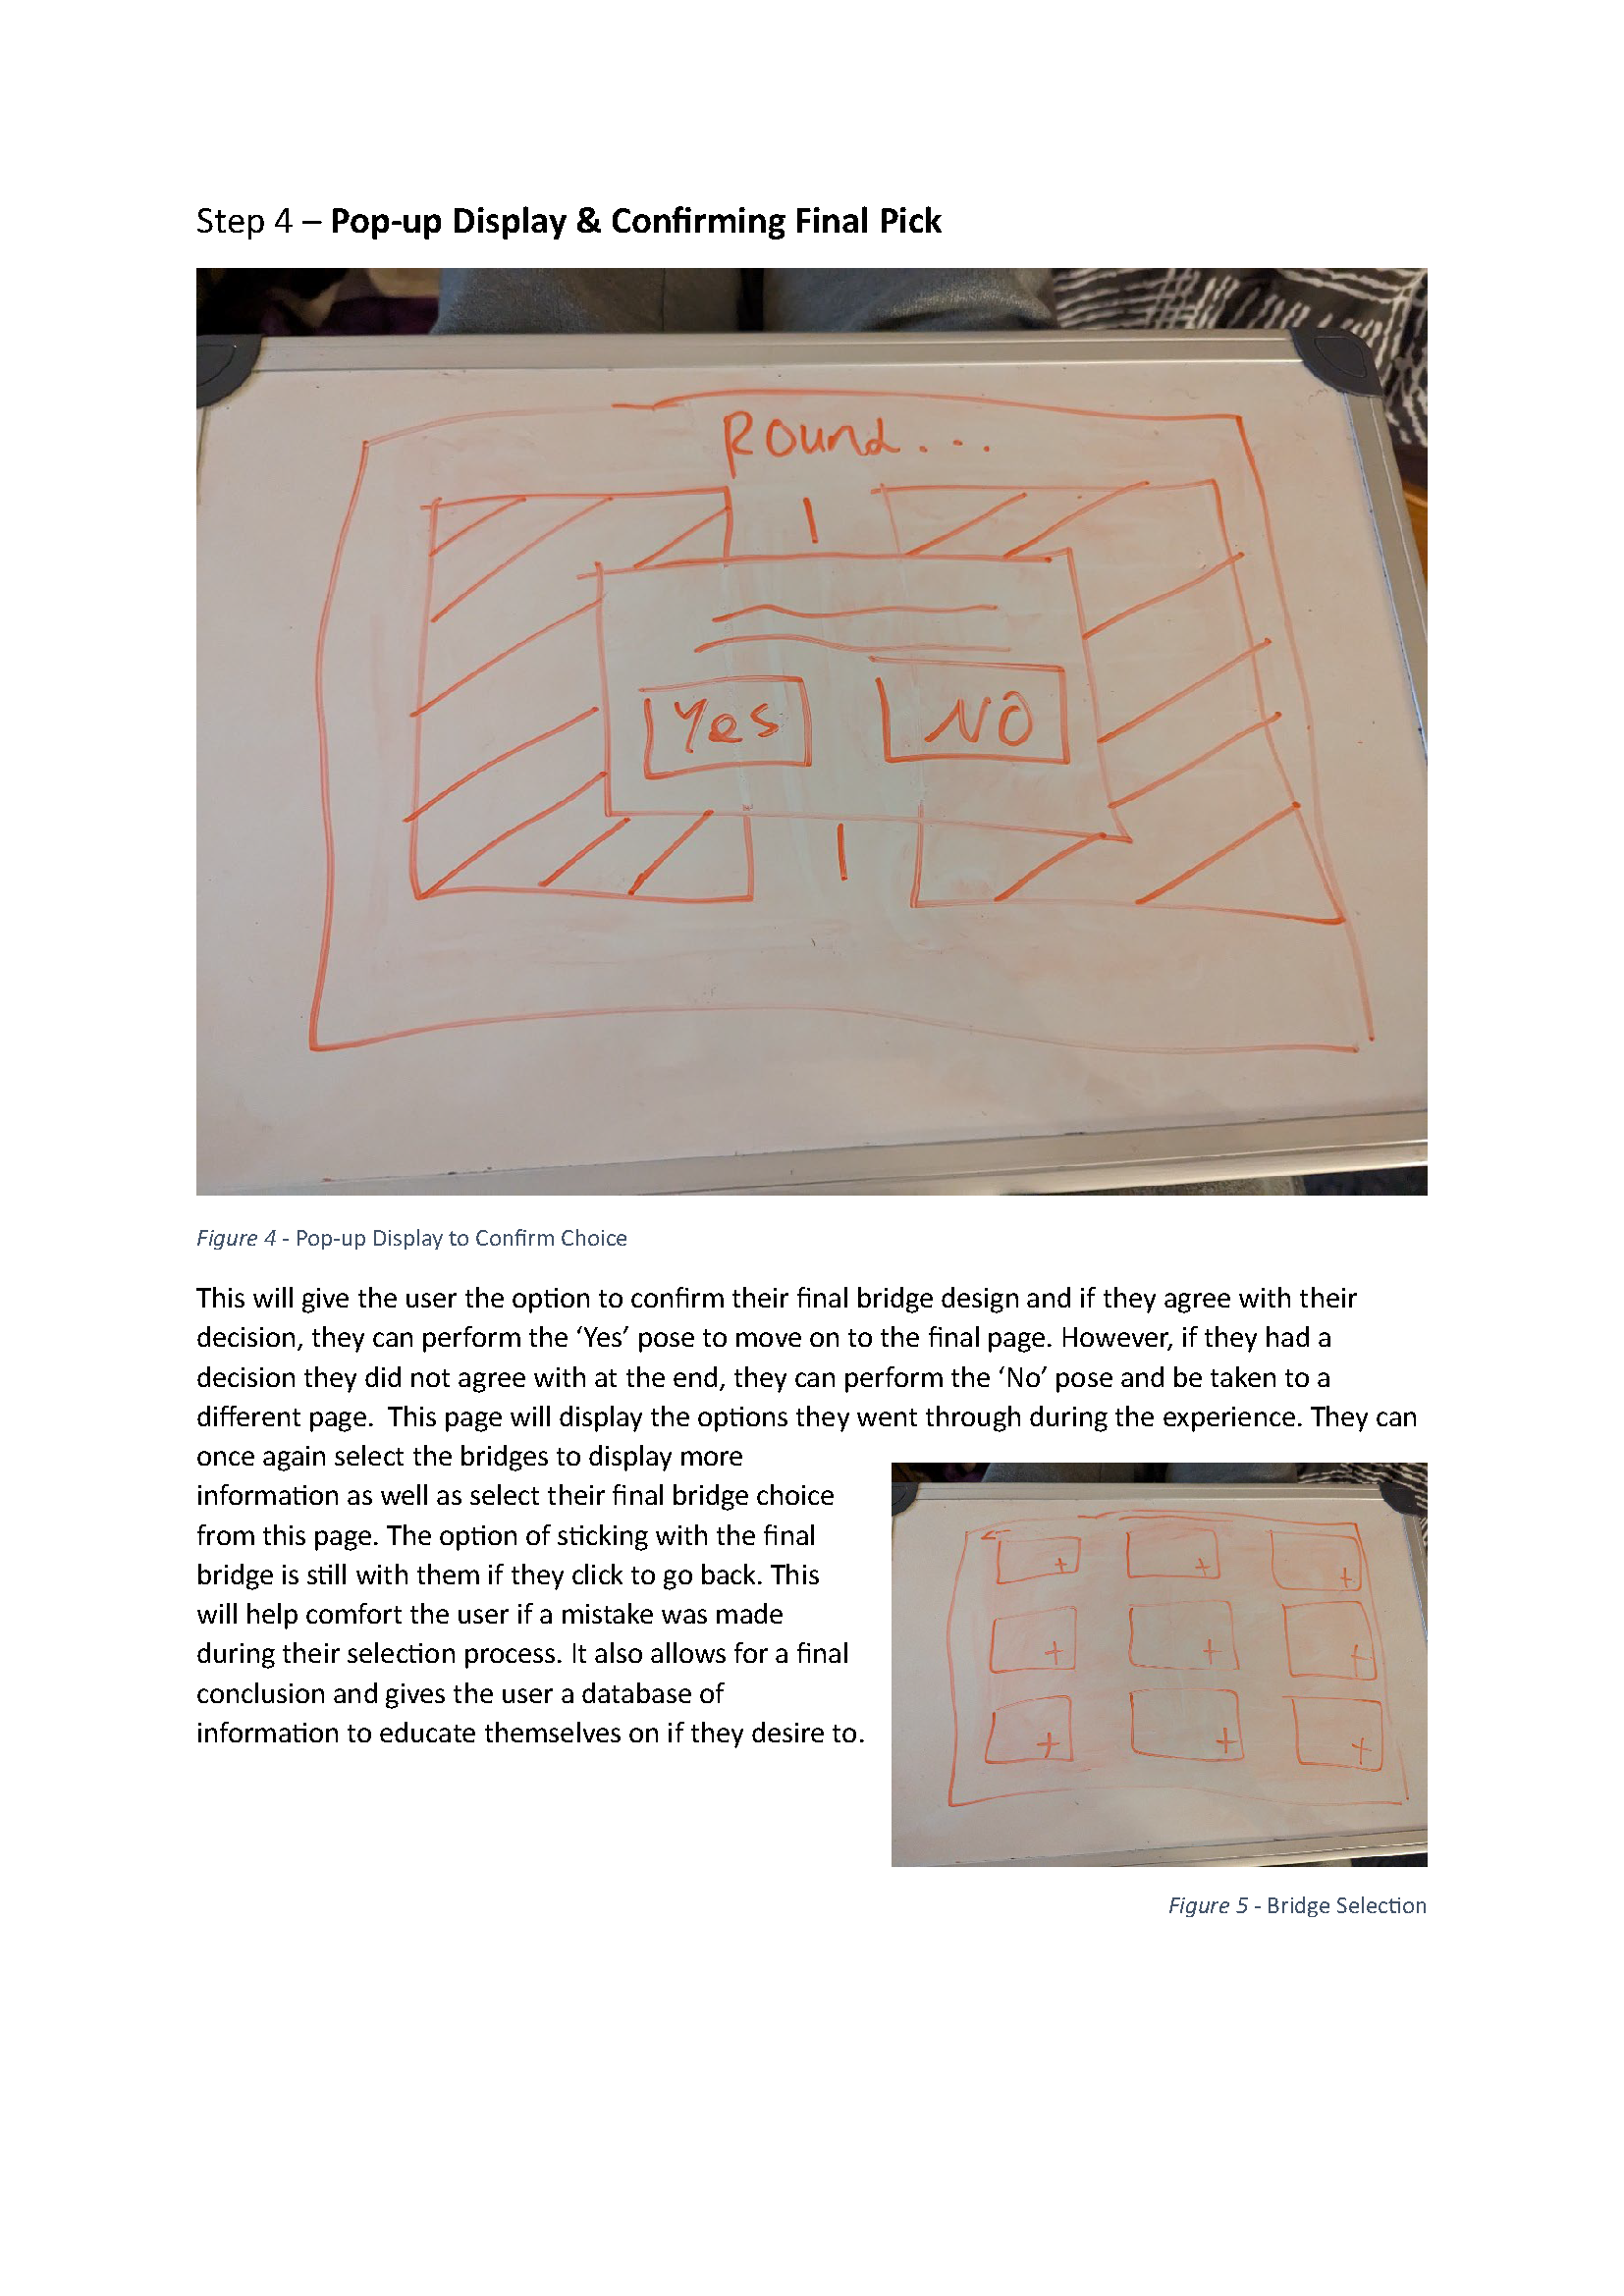 Step 4 – Pop-up Display & Confirming Final Pick
Round...
Yes
NO
Figure 4 - Pop-up Display to Confirm Choice
This will give the user the option to confirm their final bridge design and if they agree with their
decision, they can perform the ‘Yes’ pose to move on to the final page. However, if they had a
decision they did not agree with at the end, they can perform the ‘No’ pose and be taken to a
different page.  This page will display the options they went through during the experience. They can
once again select the bridges to display more
information as well as select their final bridge choice
from this page. The option of sticking with the final
bridge is still with them if they click to go back. This
will help comfort the user if a mistake was made
during their selection process. It also allows for a final
conclusion and gives the user a database of
information to educate themselves on if they desire to.
Figure 5 - Bridge Selection